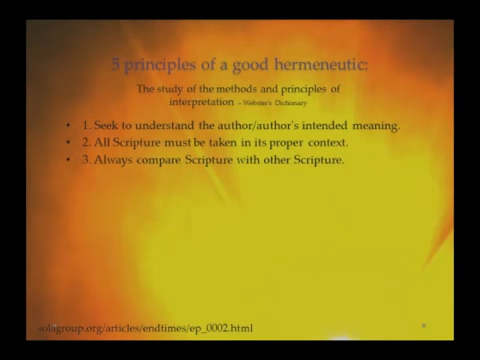 5 principles of a good hermeneutic:
The study of the methods and principles of
interpretation – Webster's Dictionary
• 1. Seek to understand the author/author's intended meaning.
• 2. All Scripture must be taken in its proper context.
• 3. Always compare Scripture with other Scripture.
solagroup.org/articles/endtimes/ep_0002.html